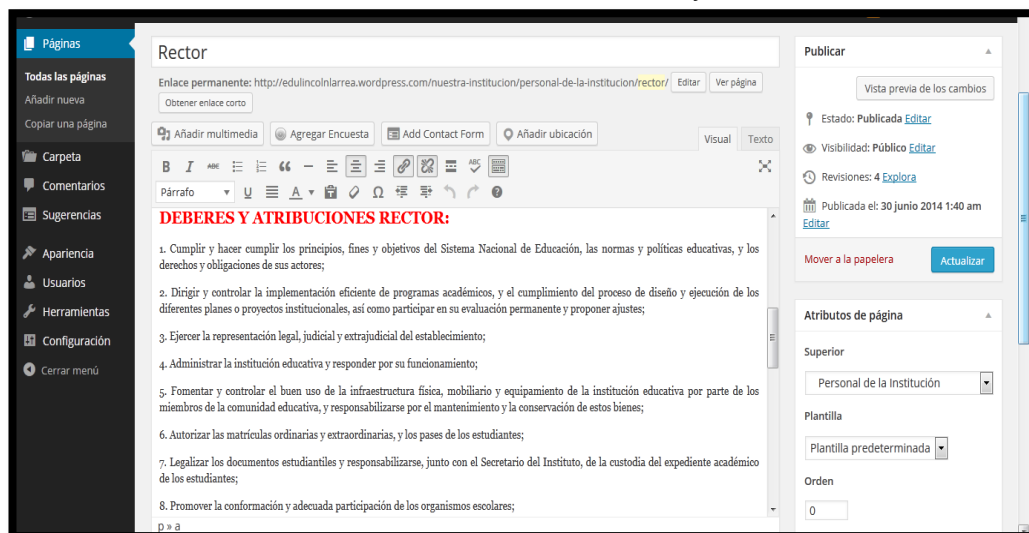 Páginas
Todas las páginas
Añadir nueva
Copiar una página
Carpeta
Comentarios
Sugerencias
Apariencia
Usuarios
Herramientas
Configuración
Cerrar menú
Rector
Enlace permanente: http://edulincolnlarrea.wordpress.com/nuestra-institucion/personal-de-la-institucion/rector/ Editar Ver página
Obtener enlace corto
Añadir multimedia Agregar Encuesta Add Contact Form Añadir ubicación
Visual Texto
B I ABE ABC
Párrafo U A Ω
DEBERES Y ATRIBUCIONES RECTOR:
1. Cumplir y hacer cumplir los principios, fines y objetivos del Sistema Nacional de Educación, las normas y políticas educativas, y los
derechos y obligaciones de sus actores;
2. Dirigir y controlar la implementación eficiente de programas académicos, y el cumplimiento del proceso de diseño y ejecución de los
diferentes planes o proyectos institucionales, así como participar en su evaluación permanente y proponer ajustes;
3. Ejercer la representación legal, judicial y extrajudicial del establecimiento;
4. Administrar la institución educativa y responder por su funcionamiento;
5. Fomentar y controlar el buen uso de la infraestructura física, mobiliario y equipamiento de la institución educativa por parte de los
miembros de la comunidad educativa, y responsabilizarse por el mantenimiento y la conservación de estos bienes;
6. Autorizar las matrículas ordinarias y extraordinarias, y los pases de los estudiantes;
7. Legalizar los documentos estudiantiles y responsabilizarse, junto con el Secretario del Instituto, de la custodia del expediente académico
de los estudiantes;
8. Promover la conformación y adecuada participación de los organismos escolares;
p » a
Publicar
Vista previa de los cambios
Estado: Publicada Editar
Visibilidad: Público Editar
Revisiones: 4 Explora
Publicada el: 30 junio 2014 1:40 am
Editar
Mover a la papelera Actualizar
Atributos de página
Superior
Personal de la Institución
Plantilla
Plantilla predeterminada
Orden
0